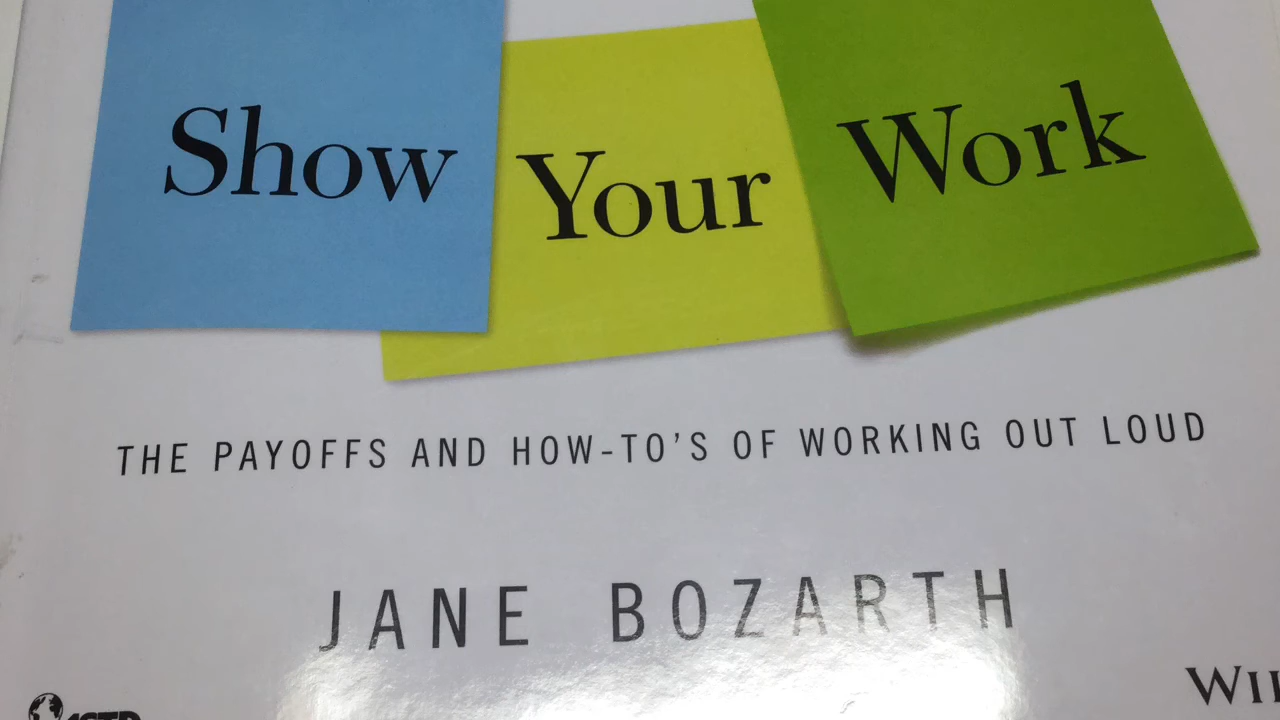 Show Your Work
THE PAYOFFS AND HOW-TO'S OF WORKING OUT LOUD
JANE BOZARTH